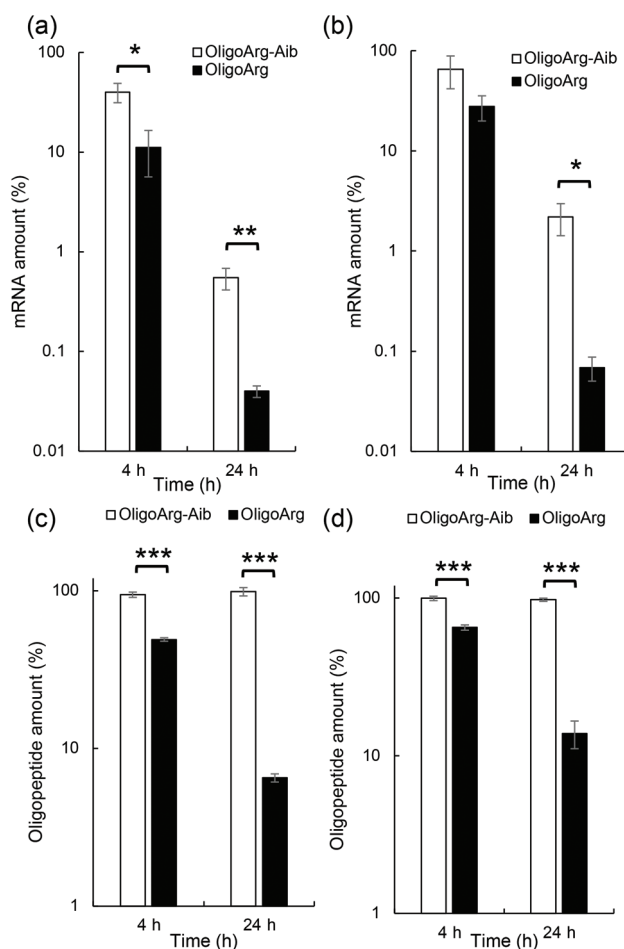 (a)
OligoArg-Aib
OligoArg
*
**
100
10
1
0.1
0.01
mRNA amount (%)
4 h
24 h
Time (h)
(b)
OligoArg-Aib
OligoArg
*
100
10
1
0.1
0.01
mRNA amount (%)
4 h
24 h
Time (h)
(c)
OligoArg-Aib
OligoArg
***
***
100
10
1
Oligopeptide amount (%)
4 h
24 h
Time (h)
(d)
OligoArg-Aib
OligoArg
***
***
100
10
1
Oligopeptide amount (%)
4 h
24 h
Time (h)